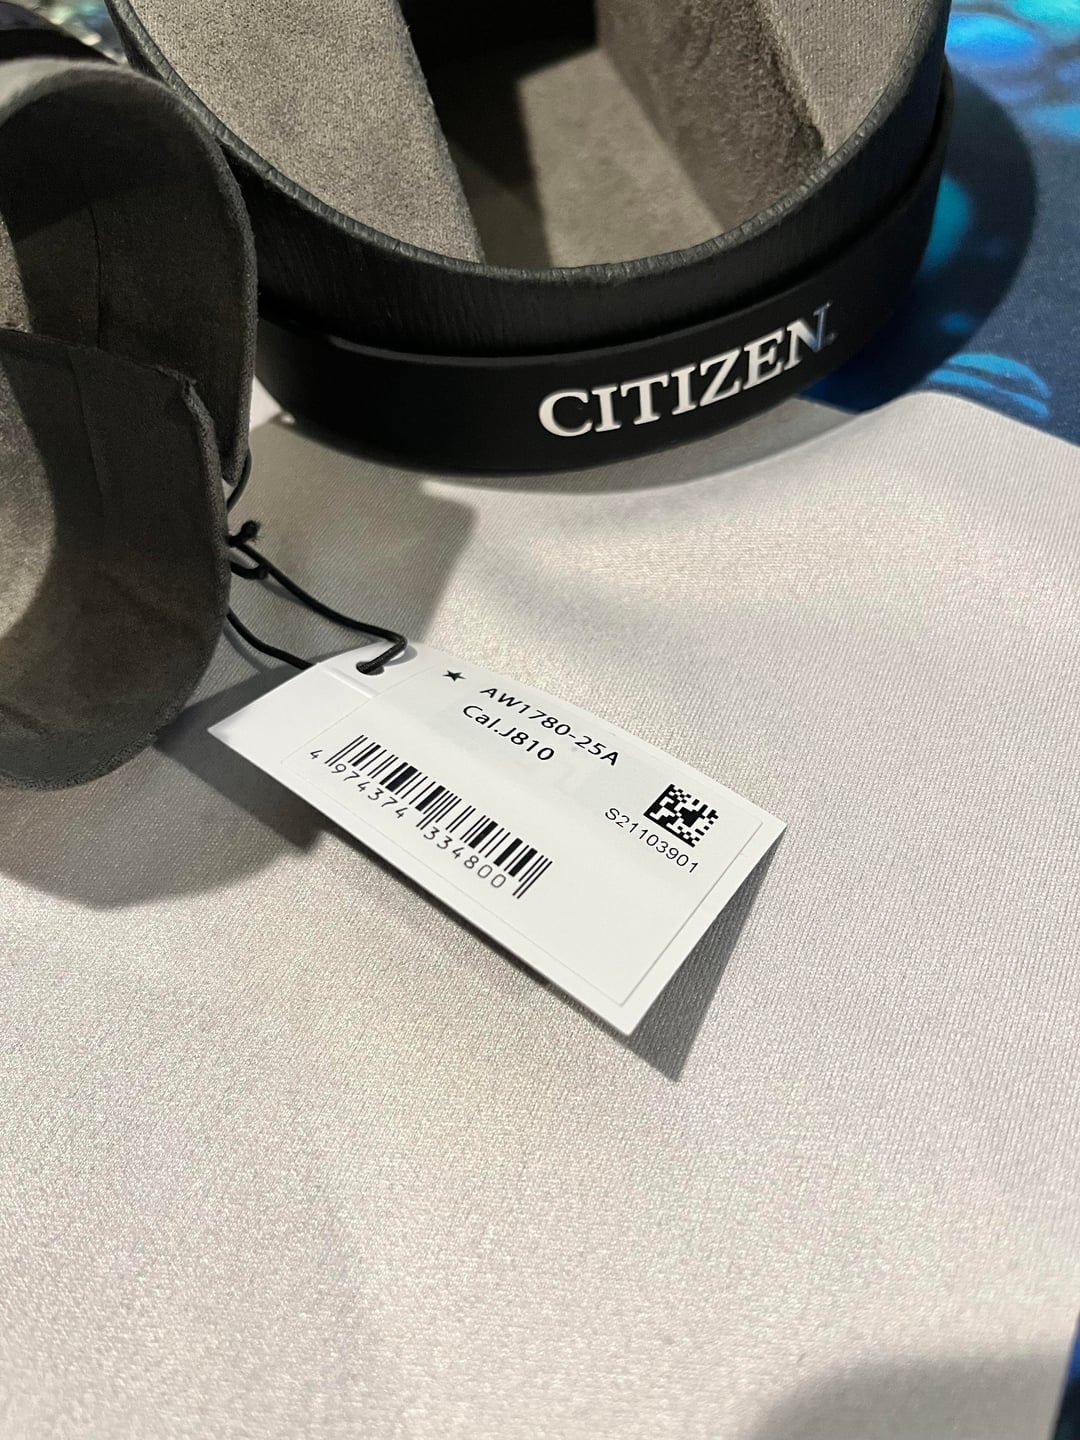 CITIZEN
★ AW1780-25A
Cal.J810
4 974374 334800
S21103901